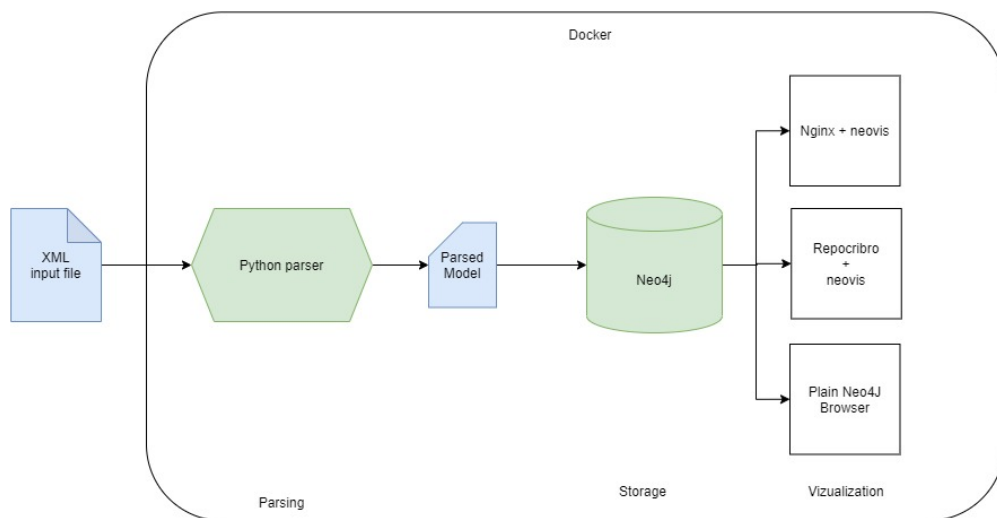 Docker
Nginx + neovis
XML
input file
Python parser
Parsed
Model
Neo4j
Repocribro
+
neovis
Plain Neo4J
Browser
Parsing
Storage
Vizualization